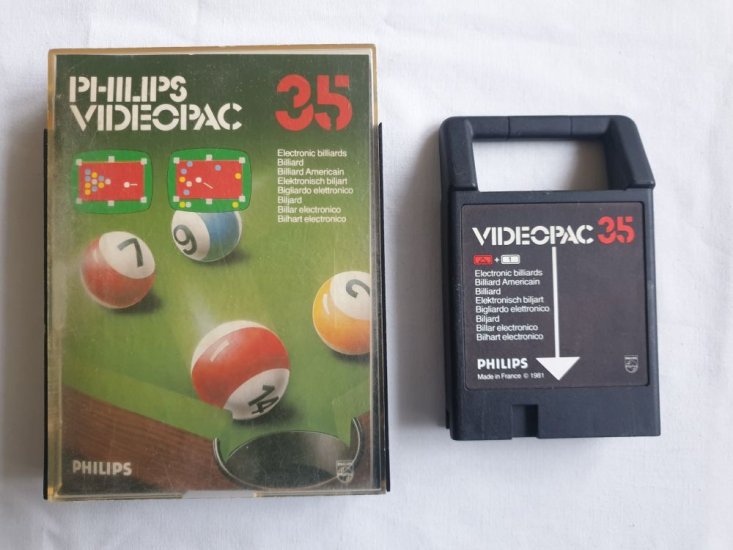 PHILIPS
VIDEOPAC
35
Electronic billiards
Billiard
Billiard Americain
Elektronisch biljart
Bigliardo elettronico
Biljard
Billar electronico
Bilhart electronico
7
9
2
14
PHILIPS
VIDEOPAC 35
+ 1
Electronic billiards
Billiard Americain
Billiard
Elektronisch biljart
Bigliardo elettronico
Biljard
Billar electronico
Bilhart electronico
PHILIPS
Made in France © 1981